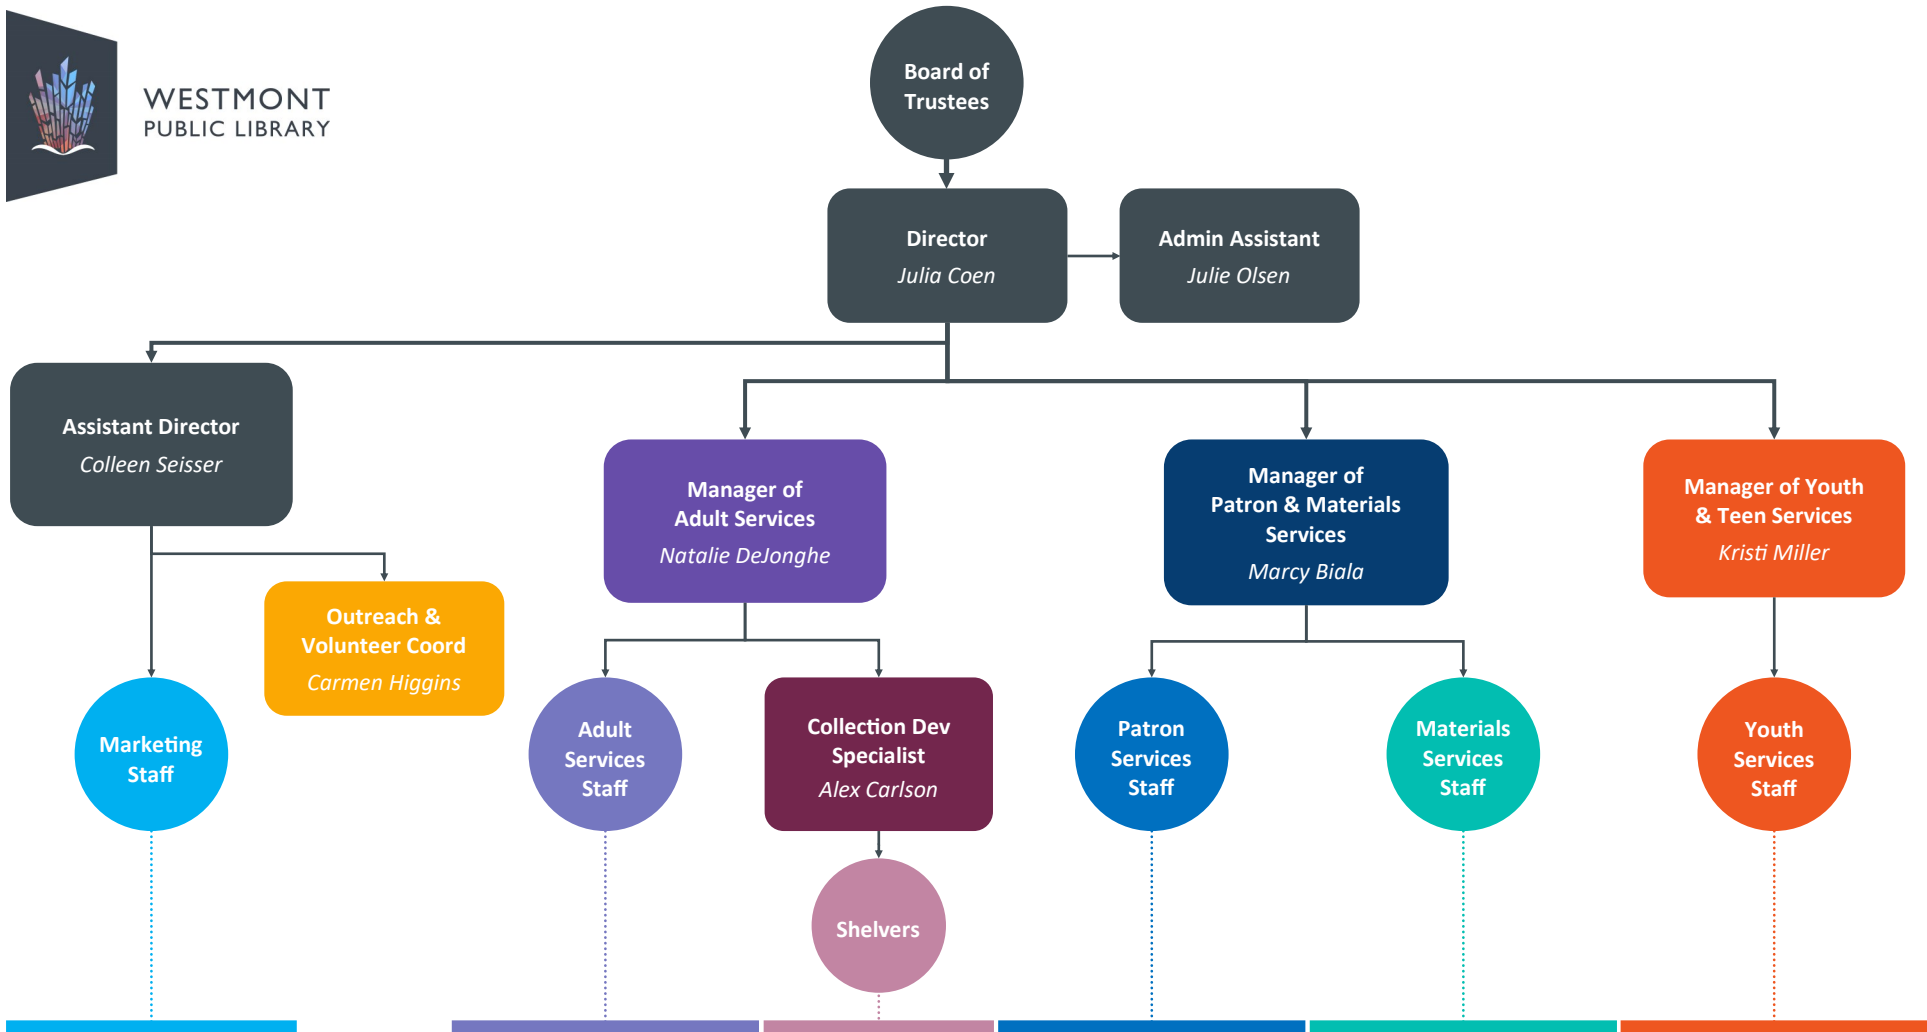 WESTMONT
PUBLIC LIBRARY
Board of
Trustees
Director
Julia Coen
Admin Assistant
Julie Olsen
Assistant Director
Colleen Seisser
Manager of
Adult Services
Natalie DeJonghe
Manager of
Patron & Materials
Services
Marcy Biala
Manager of Youth
& Teen Services
Kristi Miller
Outreach &
Volunteer Coord
Carmen Higgins
Marketing
Staff
Adult
Services
Staff
Collection Dev
Specialist
Alex Carlson
Patron
Services
Staff
Materials
Services
Staff
Youth
Services
Staff
Shelvers